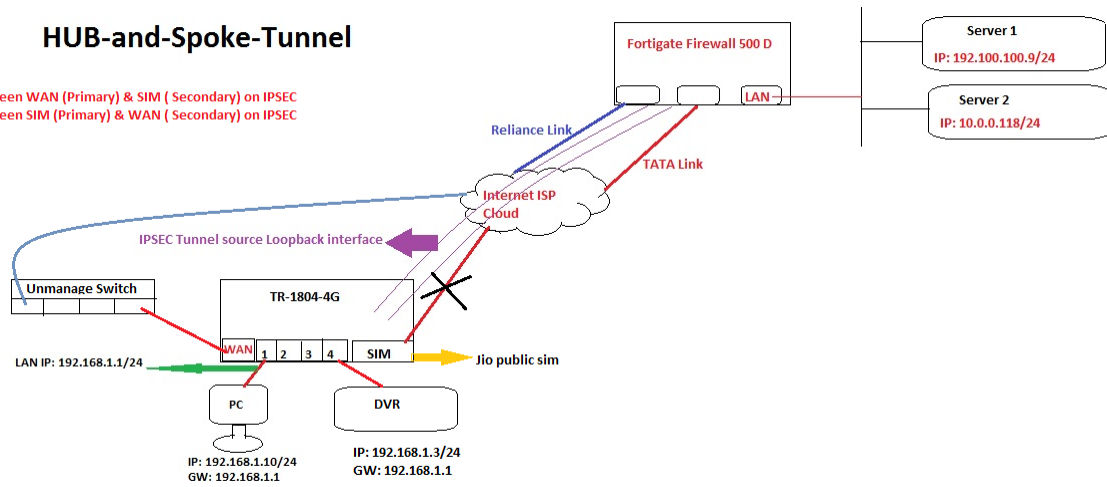 HUB-and-Spoke-Tunnel
een WAN (Primary) & SIM ( Secondary) on IPSEC
een SIM (Primary) & WAN ( Secondary) on IPSEC
Fortigate Firewall 500 D
LAN
Server 1
IP: 192.100.100.9/24
Server 2
IP: 10.0.0.118/24
Reliance Link
TATA Link
Internet ISP
Cloud
IPSEC Tunnel source Loopback interface
Unmanage Switch
TR-1804-4G
WAN
1
2
3
4
SIM
Jio public sim
LAN IP: 192.168.1.1/24
PC
DVR
IP: 192.168.1.10/24
GW: 192.168.1.1
IP: 192.168.1.3/24
GW: 192.168.1.1